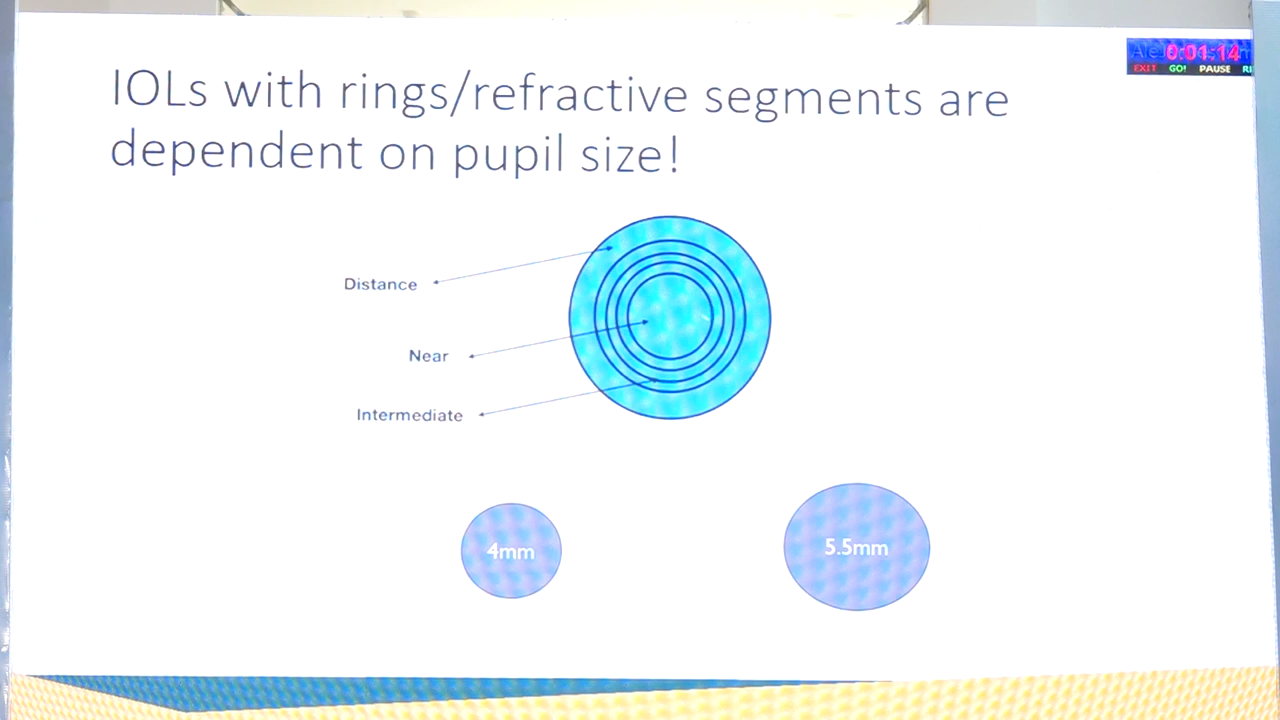 IOLs with rings/refractive segments are
dependent on pupil size!
0:01:14
EXIT GO! PAUSE
Distance
Near
Intermediate
4mm
5.5mm